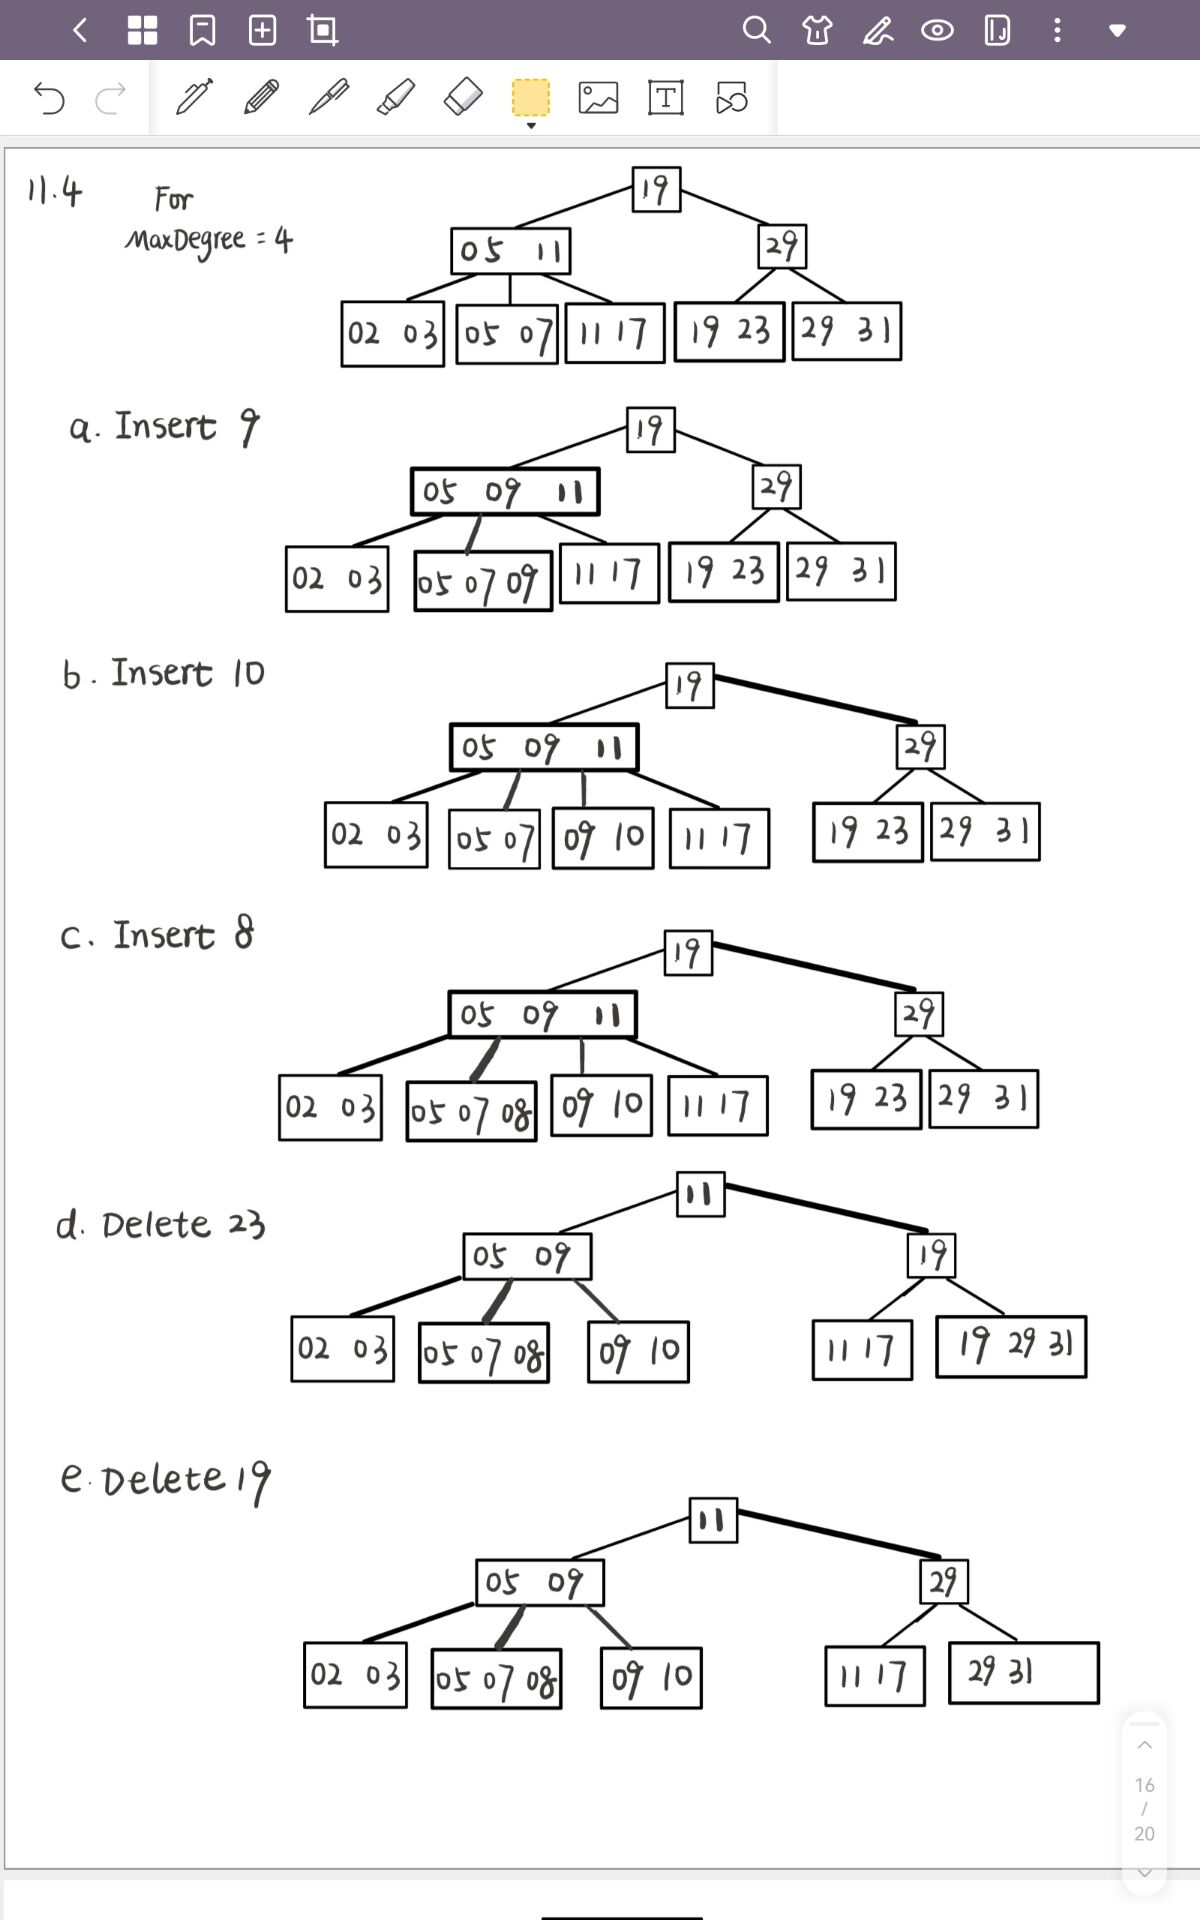 11.4 For
MaxDegree = 4
19
05 11 29
02 03 05 07 11 17 19 23 29 31
a. Insert 9
19
05 09 11 29
02 03 05 07 09 11 17 19 23 29 31
b. Insert 10
19
05 09 11 29
02 03 05 07 09 10 11 17 19 23 29 31
c. Insert 8
19
05 09 11 29
02 03 05 07 08 09 10 11 17 19 23 29 31
d. Delete 23
11
05 09 19
02 03 05 07 08 09 10 11 17 19 29 31
e. Delete 19
11
05 09 29
02 03 05 07 08 09 10 11 17 29 31
16
/
20